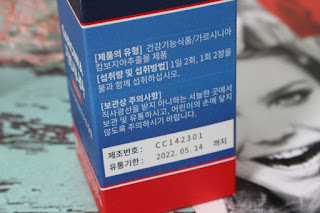 [제품의 유형] 건강기능식품/가르시니아
캄보지아추출물 제품
[섭취량 및 섭취방법] 1일 2회, 1회 2정을
물과 함께 섭취하십시오.
[보관상 주의사항]
직사광선을 받지 아니하는 서늘한 곳에서
보관 및 유통하시고, 어린이의 손에 닿지
않도록 주의하시기 바랍니다.
제조번호 : CC142301
유통기한 : 2022. 05. 14 까지